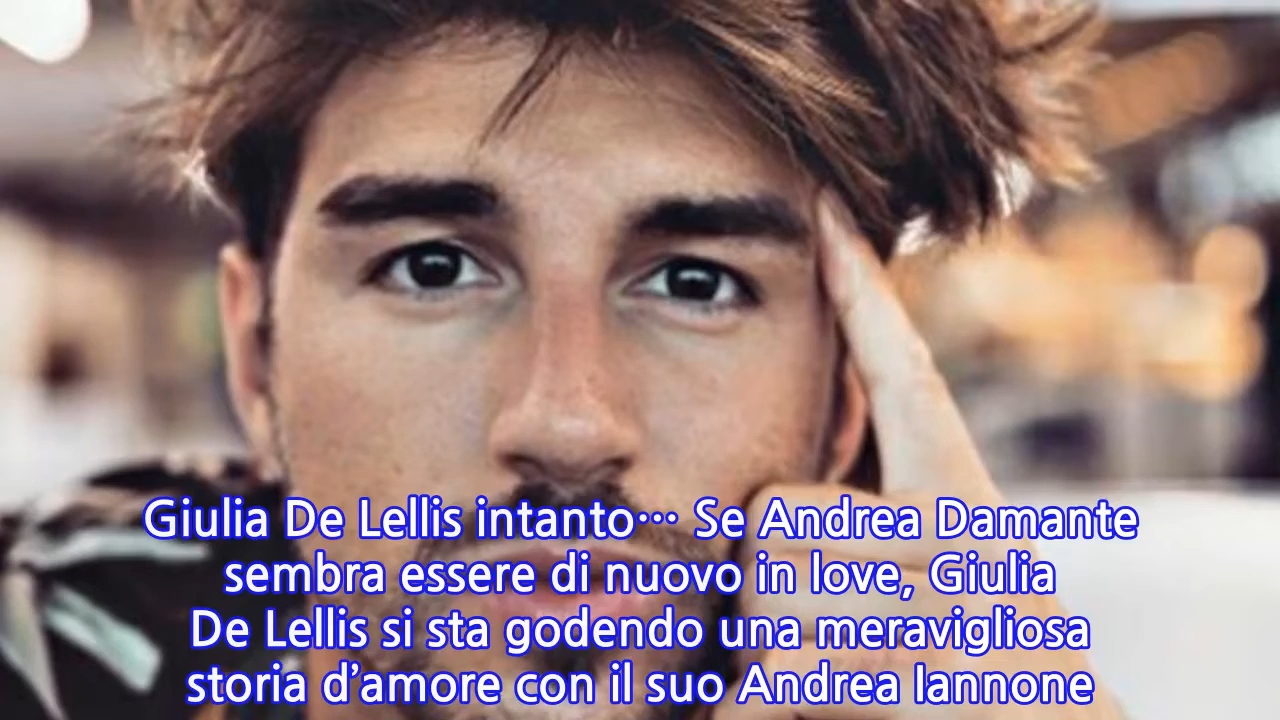 Giulia De Lellis intanto… Se Andrea Damante
sembra essere di nuovo in love, Giulia
De Lellis si sta godendo una meravigliosa
storia d’amore con il suo Andrea Iannone